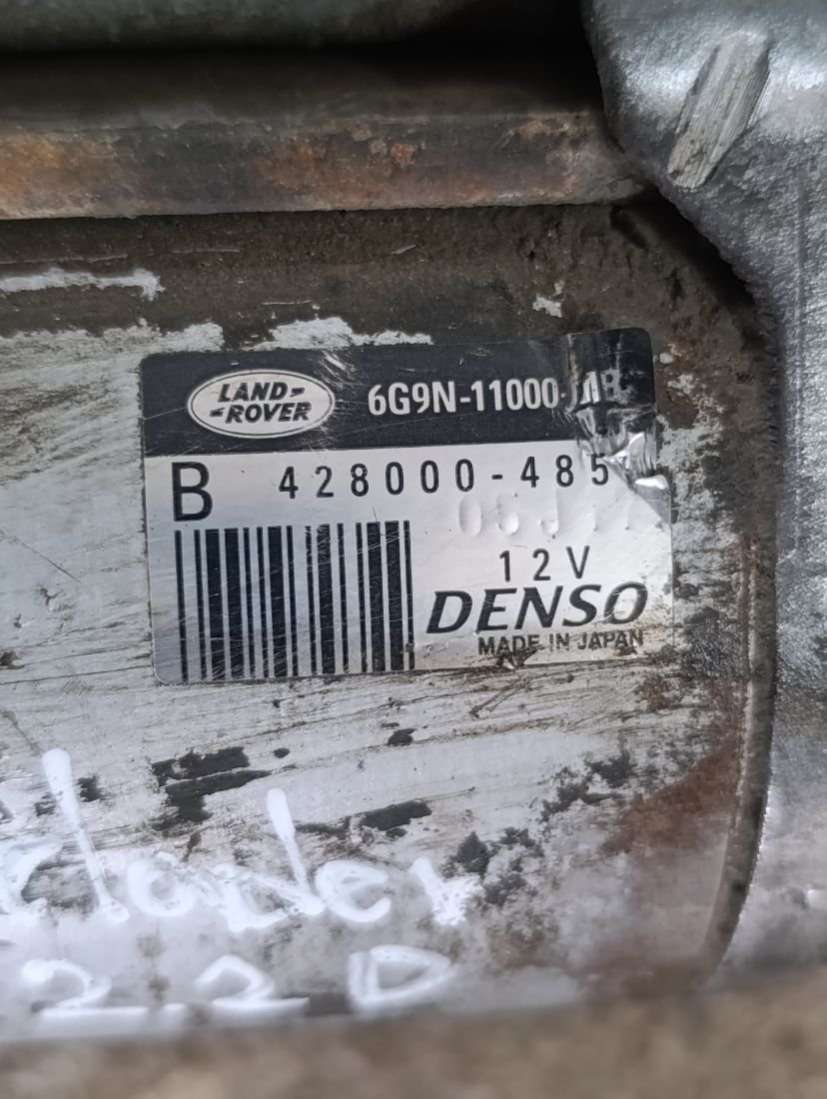 LAND-
-ROVER
6G9N-11000-
B 428000-485
12V
DENSO
MADE IN JAPAN
2.2D